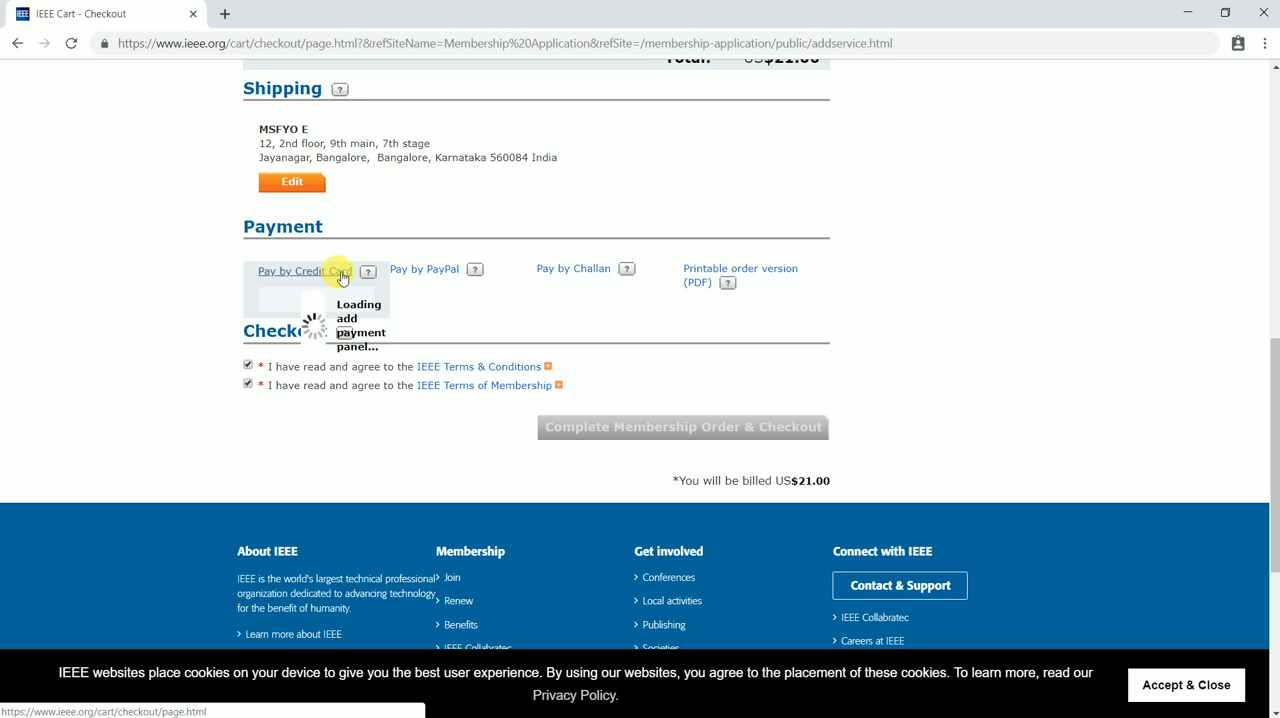 IEEE Cart - Checkout
https://www.ieee.org/cart/checkout/page.html?&refSiteName=Membership%20Application&refSite=/membership-application/public/addservice.html
Total: US$21.00
Shipping ?
MSFYO E
12, 2nd floor, 9th main, 7th stage
Jayanagar, Bangalore, Bangalore, Karnataka 560084 India
Edit
Payment
Pay by Credit Card ? Pay by PayPal ? Pay by Challan ? Printable order version
(PDF) ?
Loading
add
payment
panel...
* I have read and agree to the IEEE Terms & Conditions
* I have read and agree to the IEEE Terms of Membership
Complete Membership Order & Checkout
*You will be billed US$21.00
About IEEE
IEEE is the world's largest technical professional
organization dedicated to advancing technology
for the benefit of humanity.
Learn more about IEEE
Membership
Join
Renew
Benefits
IEEE Collabratec
Get involved
Conferences
Local activities
Publishing
Societies
Connect with IEEE
Contact & Support
IEEE Collabratec
Careers at IEEE
IEEE websites place cookies on your device to give you the best user experience. By using our websites, you agree to the placement of these cookies. To learn more, read our
Privacy Policy.
Accept & Close
https://www.ieee.org/cart/checkout/page.html